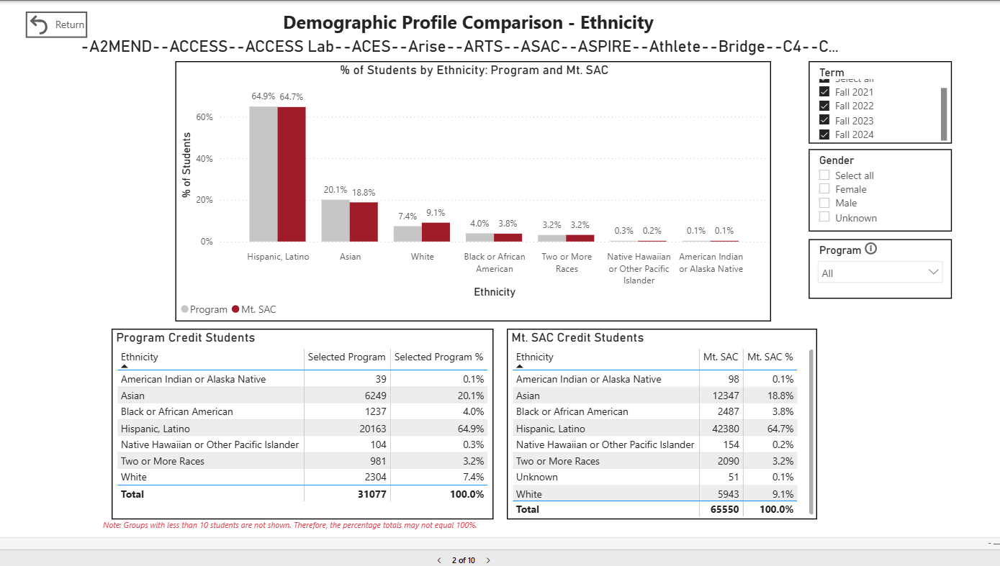 Return
Demographic Profile Comparison - Ethnicity
-A2MEND--ACCESS--ACCESS Lab--ACES--Arise--ARTS--ASAC--ASPIRE--Athlete--Bridge--C4--C...
% of Students by Ethnicity: Program and Mt. SAC
% of Students
60%
40%
20%
0%
64.9% 64.7%
20.1% 18.8%
7.4% 9.1%
4.0% 3.8%
3.2% 3.2%
0.3% 0.2%
0.1% 0.1%
Hispanic, Latino
Asian
White
Black or African
American
Two or More
Races
Native Hawaiian
or Other Pacific
Islander
American Indian
or Alaska Native
Ethnicity
Program Mt. SAC
Term
Select all
Fall 2021
Fall 2022
Fall 2023
Fall 2024
Gender
Select all
Female
Male
Unknown
Program
All
Program Credit Students
Ethnicity Selected Program Selected Program %
American Indian or Alaska Native 39 0.1%
Asian 6249 20.1%
Black or African American 1237 4.0%
Hispanic, Latino 20163 64.9%
Native Hawaiian or Other Pacific Islander 104 0.3%
Two or More Races 981 3.2%
White 2304 7.4%
Total 31077 100.0%
Mt. SAC Credit Students
Ethnicity Mt. SAC Mt. SAC %
American Indian or Alaska Native 98 0.1%
Asian 12347 18.8%
Black or African American 2487 3.8%
Hispanic, Latino 42380 64.7%
Native Hawaiian or Other Pacific Islander 154 0.2%
Two or More Races 2090 3.2%
Unknown 51 0.1%
White 5943 9.1%
Total 65550 100.0%
Note: Groups with less than 10 students are not shown. Therefore, the percentage totals may not equal 100%.
2 of 10